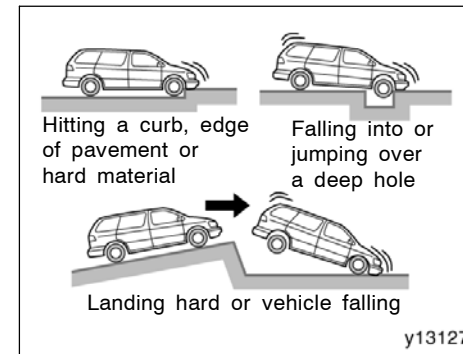 Hitting a curb, edge
of pavement or
hard material
Falling into or
jumping over
a deep hole
Landing hard or vehicle falling
y13127